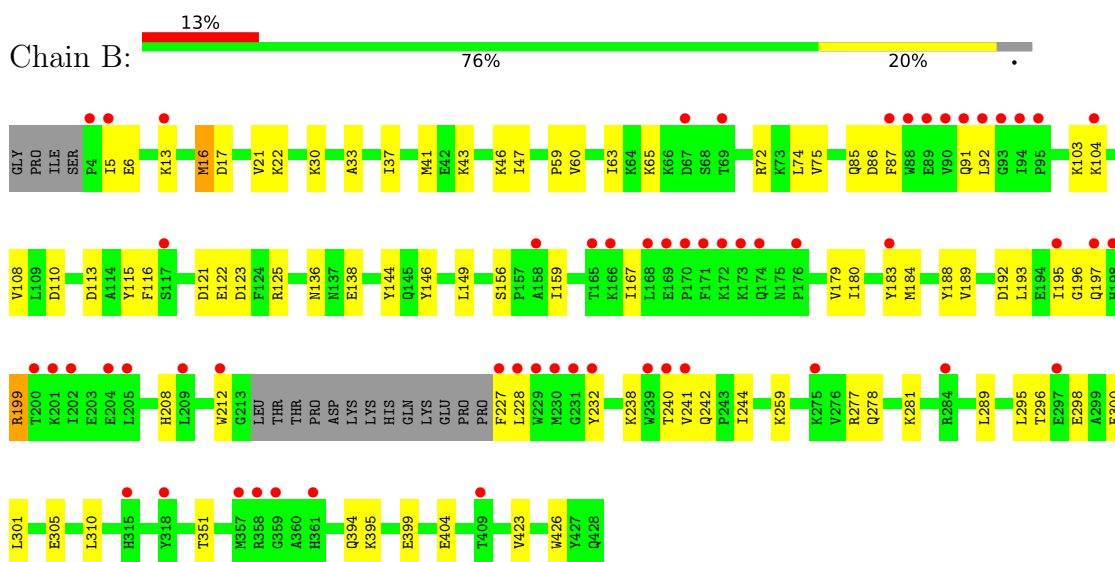 13%
Chain B:
76% 20% •
GLY PRO ILE SER P4 I5 E6 K13 M16 D17 V21 K22 K30 A33 I37 M41 E42 K43 K46 I47 P59 V60 I63 K64 K65 K66 D67 S68 T69 R72 K73 L74 V75 Q85 D86 F87 W88 E89 V90 Q91 L92 G93 I94 P95 K103 K104
V108 L109 D110 D113 A114 Y115 F116 S117 D121 E122 D123 F124 R125 N136 N137 E138 Y144 Q145 Y146 L149 S156 P157 A158 I159 T165 K166 I167 L168 E169 P170 F171 K172 K173 Q174 N175 P176 V179 I180 Y183 M184 Y188 V189 D192 L193 E194 I195 G196 Q197 H198
R199 T200 K201 I202 E203 E204 L205 H208 L209 W212 G213 LEU THR THR PRO ASP LYS LYS HIS GLN LYS GLU PRO PRO F227 L228 W229 M230 G231 Y232 K238 W239 T240 V241 Q242 P243 I244 K259 K275 V276 R277 Q278 K281 R284 L289 L295 T296 E297 E298 A299
L301 E305 L310 H315 Y318 T351 M357 R358 G359 A360 H361 Q394 K395 E399 E404 T409 V423 W426 Y427 Q428